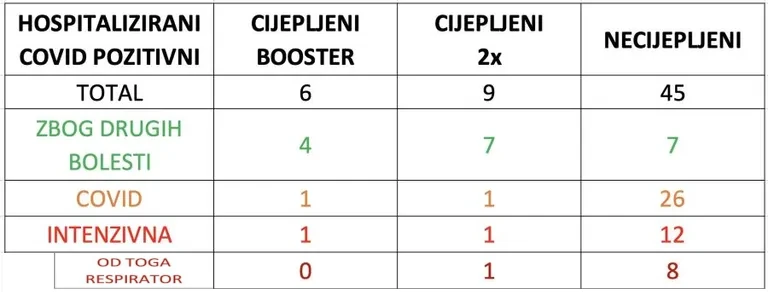 HOSPITALIZIRANI COVID POZITIVNI CIJEPLJENI BOOSTER CIJEPLJENI 2x NECIJEPLJENI
TOTAL 6 9 45
ZBOG DRUGIH BOLESTI 4 7 7
COVID 1 1 26
INTENZIVNA 1 1 12
OD TOGA RESPIRATOR 0 1 8